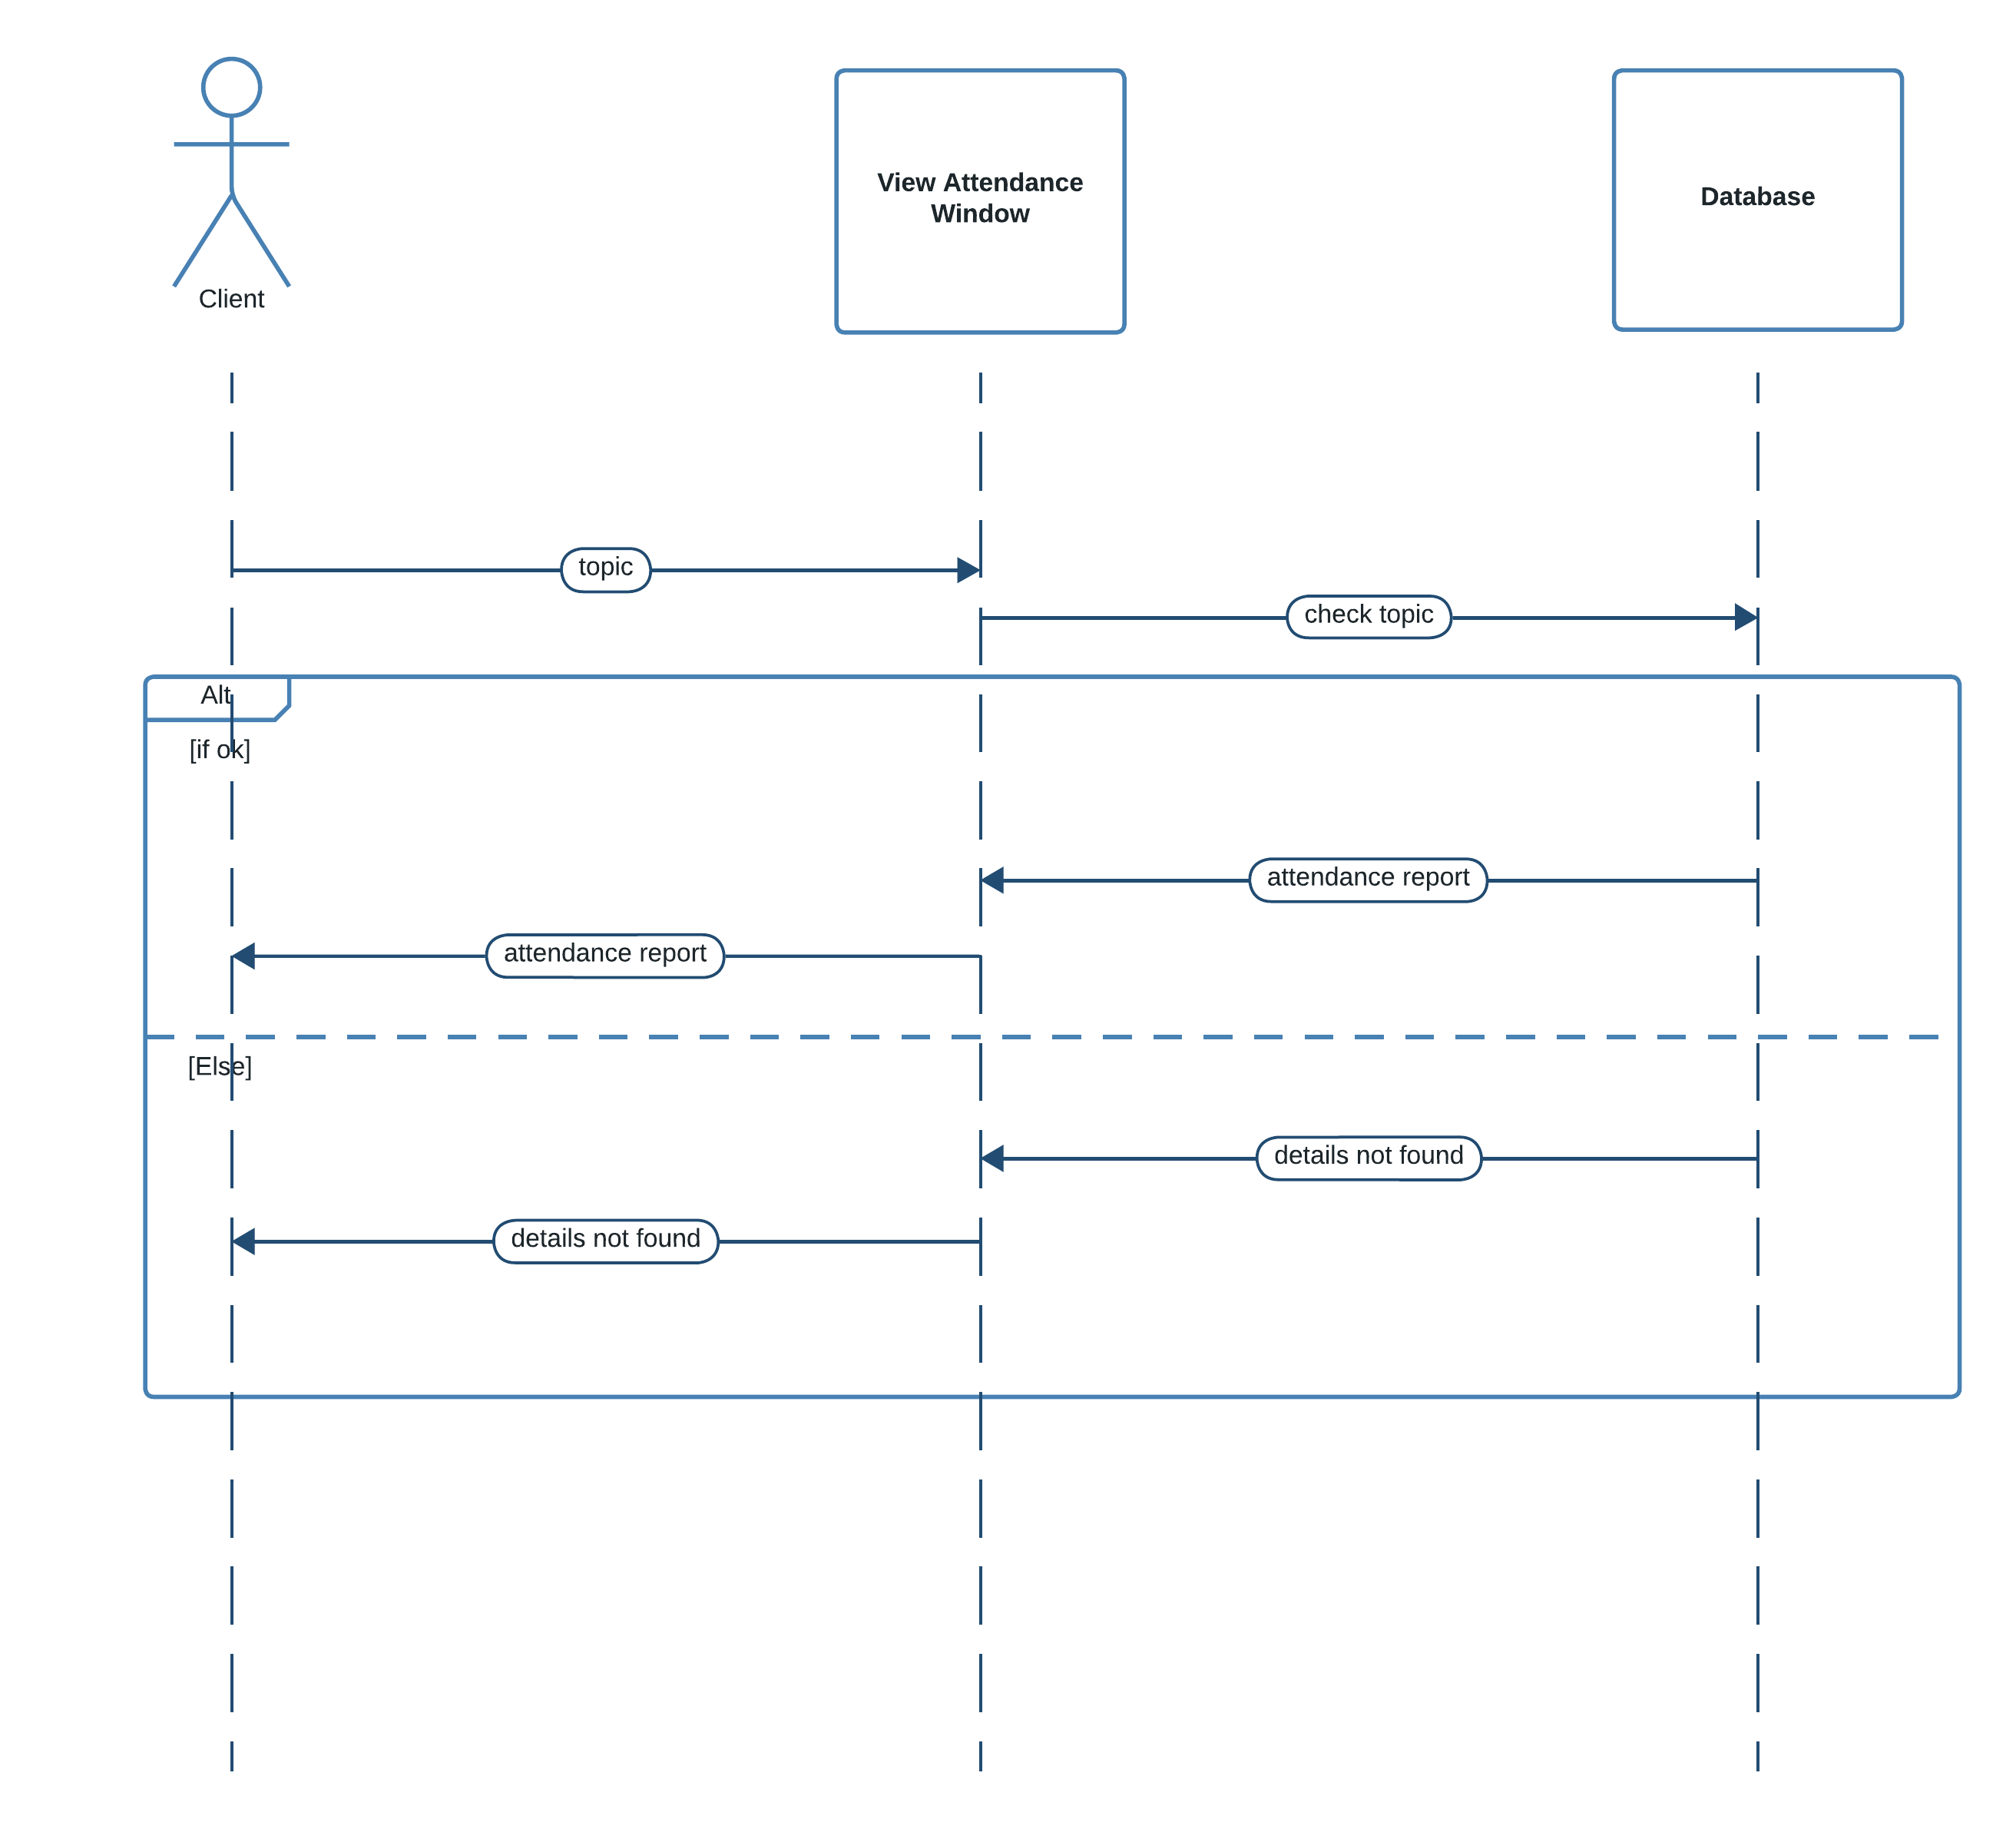 Client
View Attendance
Window
Database
topic
check topic
Alt
[if ok]
attendance report
attendance report
[Else]
details not found
details not found